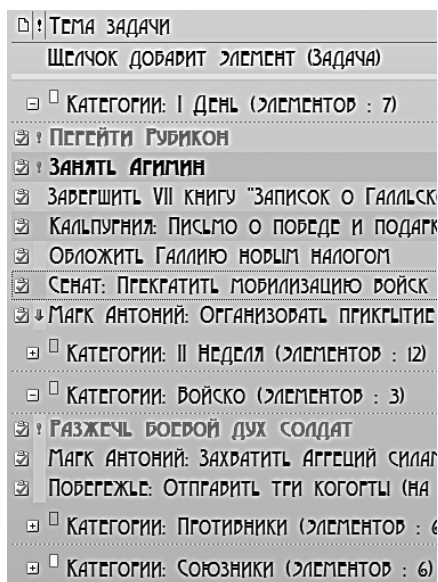 ! Тема задачи
Щелчок добавит элемент (Задача)
Категории: I День (элементов : 7)
! Перейти Рубикон
! Занять Аримин
Завершить VII книгу "Записок о Галльск
Кальпурния: Письмо о победе и подарк
Обложить Галлию новым налогом
Сенат: Прекратить мобилизацию войск
Марк Антоний: Организовать прикрытие
Категории: II Неделя (элементов : 12)
Категории: Войско (элементов : 3)
! Разжечь боевой дух солдат
Марк Антоний: Захватить Арреций силам
Побережье: Отправить три когорты (на
Категории: Противники (элементов : 6
Категории: Союзники (элементов : 6)